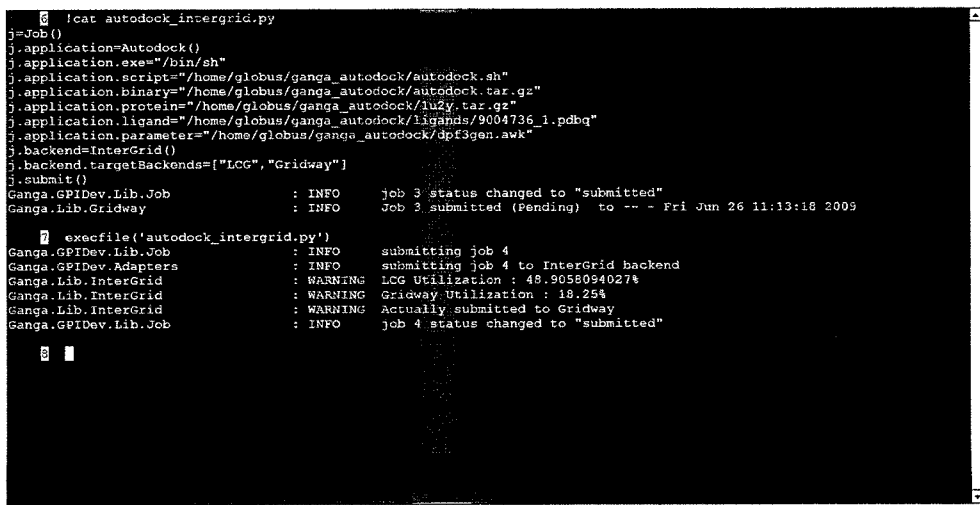 6 !cat autodock_intergrid.py
j=Job()
j.application=Autodock()
j.application.exe="/bin/sh"
j.application.script="/home/globus/ganga_autodock/autodock.sh"
j.application.binary="/home/globus/ganga_autodock/autodock.tar.gz"
j.application.protein="/home/globus/ganga_autodock/1u2y.tar.gz"
j.application.ligand="/home/globus/ganga_autodock/ligands/9004736_1.pdbq"
j.application.parameter="/home/globus/ganga_autodock/dpf3gen.awk"
j.backend=InterGrid()
j.backend.targetBackends=["LCG","Gridway"]
j.submit()
Ganga.GPIDev.Lib.Job : INFO job 3 status changed to "submitted"
Ganga.Lib.Gridway : INFO Job 3 submitted (Pending) to -- - Fri Jun 26 11:13:18 2009
7 execfile('autodock_intergrid.py')
Ganga.GPIDev.Lib.Job : INFO submitting job 4
Ganga.GPIDev.Adapters : INFO submitting job 4 to InterGrid backend
Ganga.Lib.InterGrid : WARNING LCG Utilization : 48.9058094027%
Ganga.Lib.InterGrid : WARNING Gridway Utilization : 18.25%
Ganga.Lib.InterGrid : WARNING Actually submitted to Gridway
Ganga.GPIDev.Lib.Job : INFO job 4 status changed to "submitted"
8